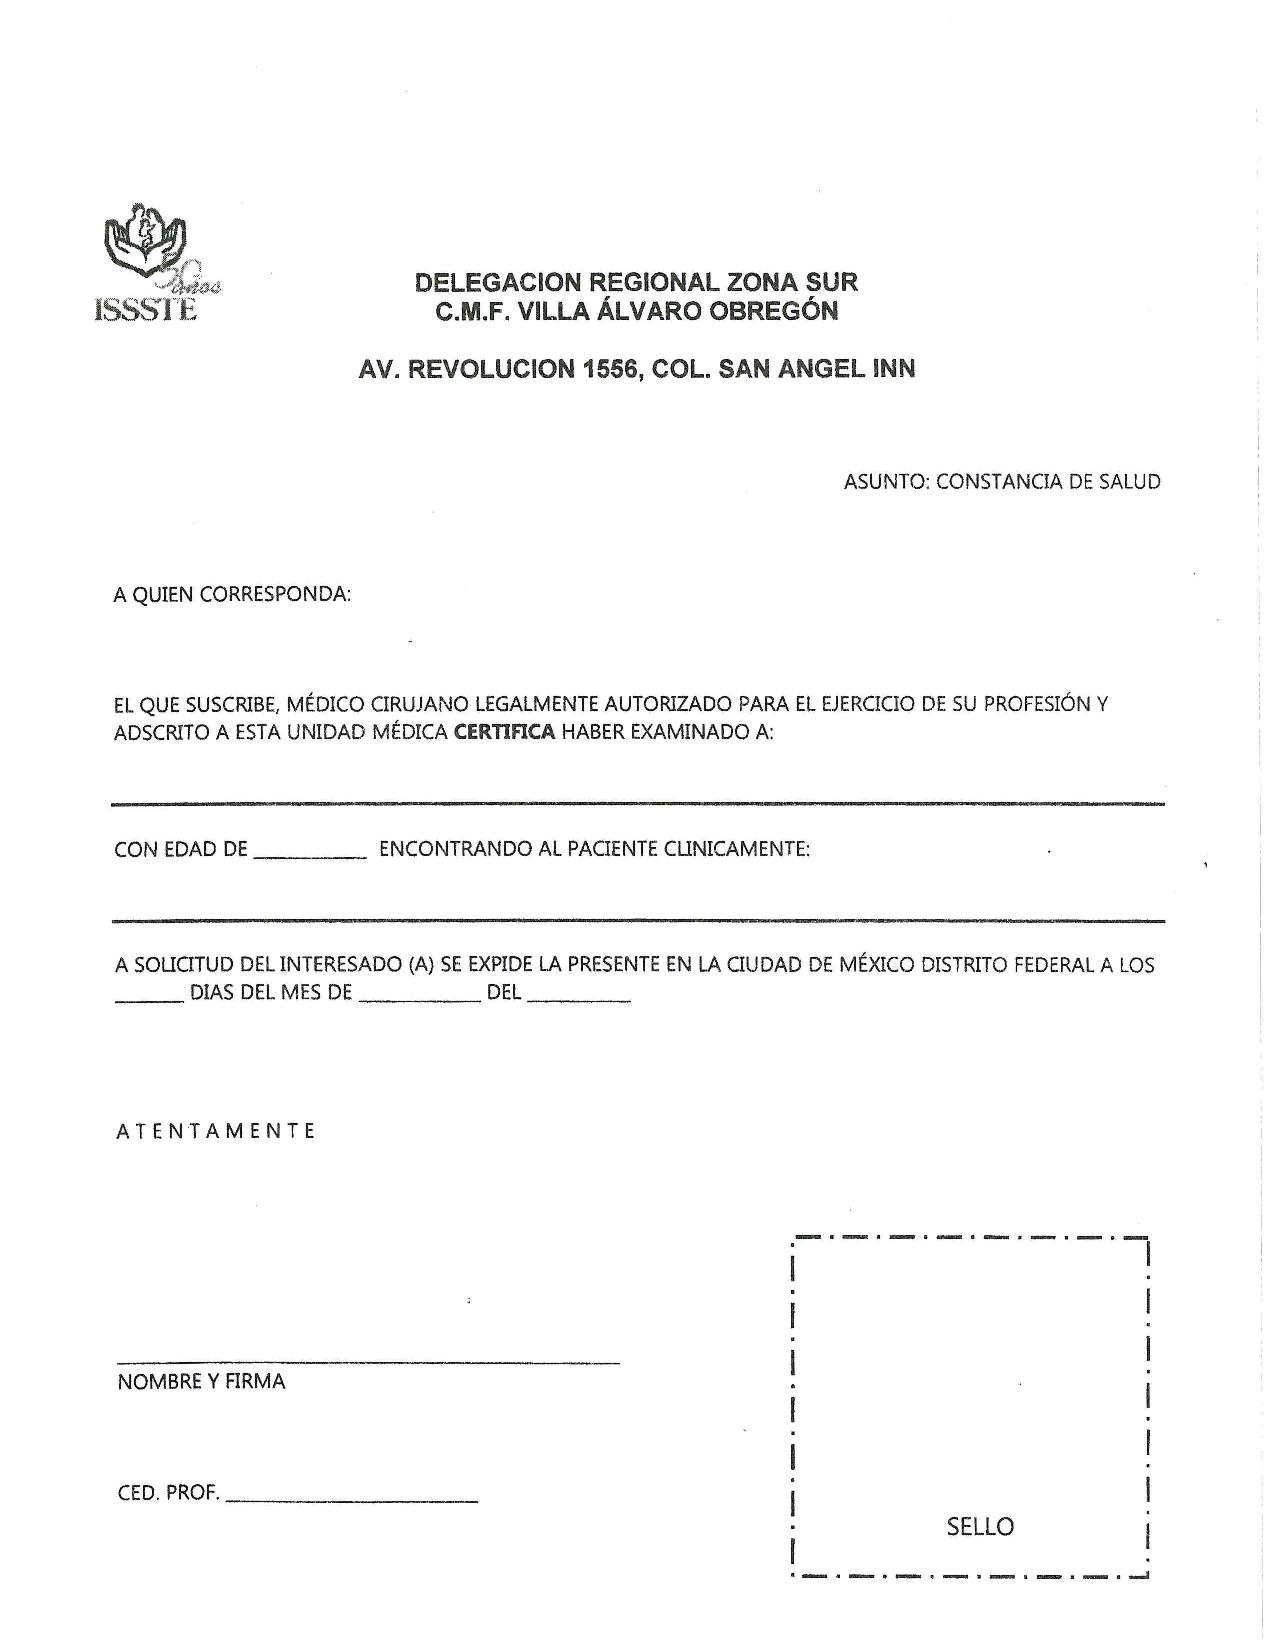 50 años
ISSSTE
DELEGACION REGIONAL ZONA SUR
C.M.F. VILLA ÁLVARO OBREGÓN
AV. REVOLUCION 1556, COL. SAN ANGEL INN
ASUNTO: CONSTANCIA DE SALUD
A QUIEN CORRESPONDA:
EL QUE SUSCRIBE, MÉDICO CIRUJANO LEGALMENTE AUTORIZADO PARA EL EJERCICIO DE SU PROFESIÓN Y
ADSCRITO A ESTA UNIDAD MÉDICA CERTIFICA HABER EXAMINADO A:
CON EDAD DE __________ ENCONTRANDO AL PACIENTE CLINICAMENTE:
A SOLICITUD DEL INTERESADO (A) SE EXPIDE LA PRESENTE EN LA CIUDAD DE MÉXICO DISTRITO FEDERAL A LOS
______ DIAS DEL MES DE ___________ DEL _________
A T E N T A M E N T E
NOMBRE Y FIRMA
CED. PROF. ______________________
SELLO